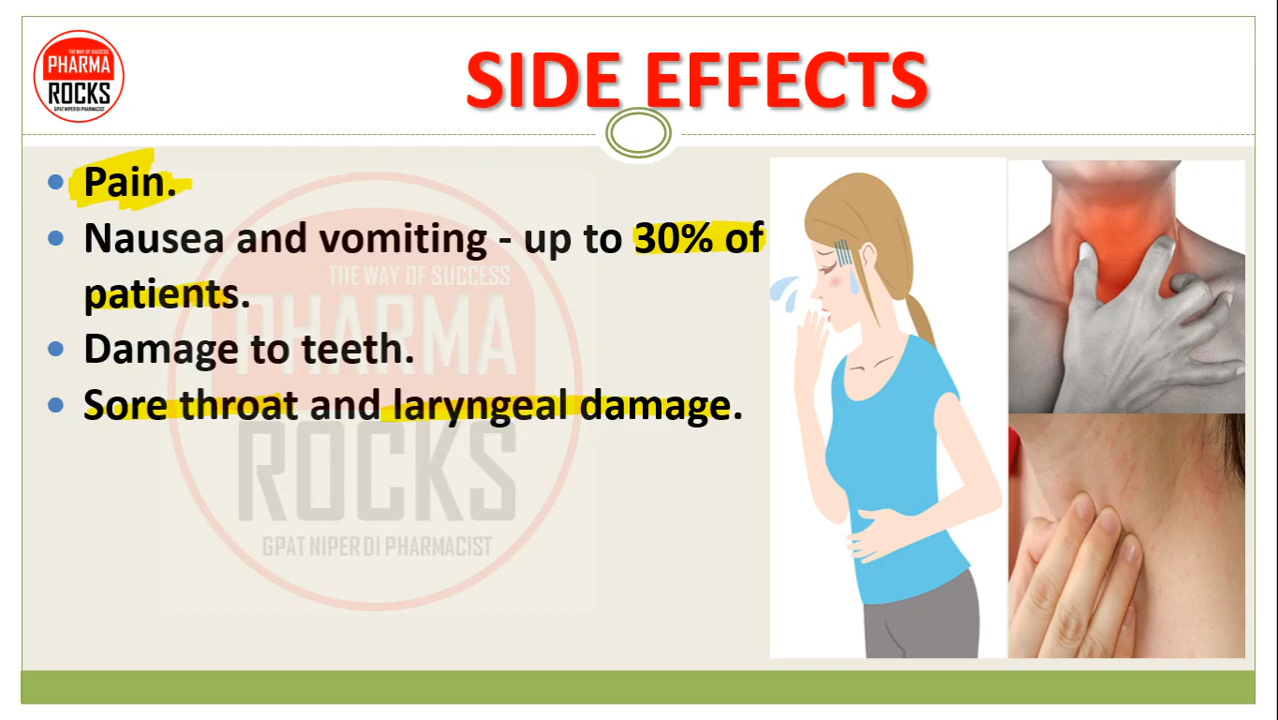 THE WAY OF SUCCESS
PHARMA
ROCKS
GPAT NIPER DI PHARMACIST
SIDE EFFECTS
• Pain.
• Nausea and vomiting - up to 30% of
patients.
• Damage to teeth.
• Sore throat and laryngeal damage.
THE WAY OF SUCCESS
PHARMA
ROCKS
GPAT NIPER DI PHARMACIST